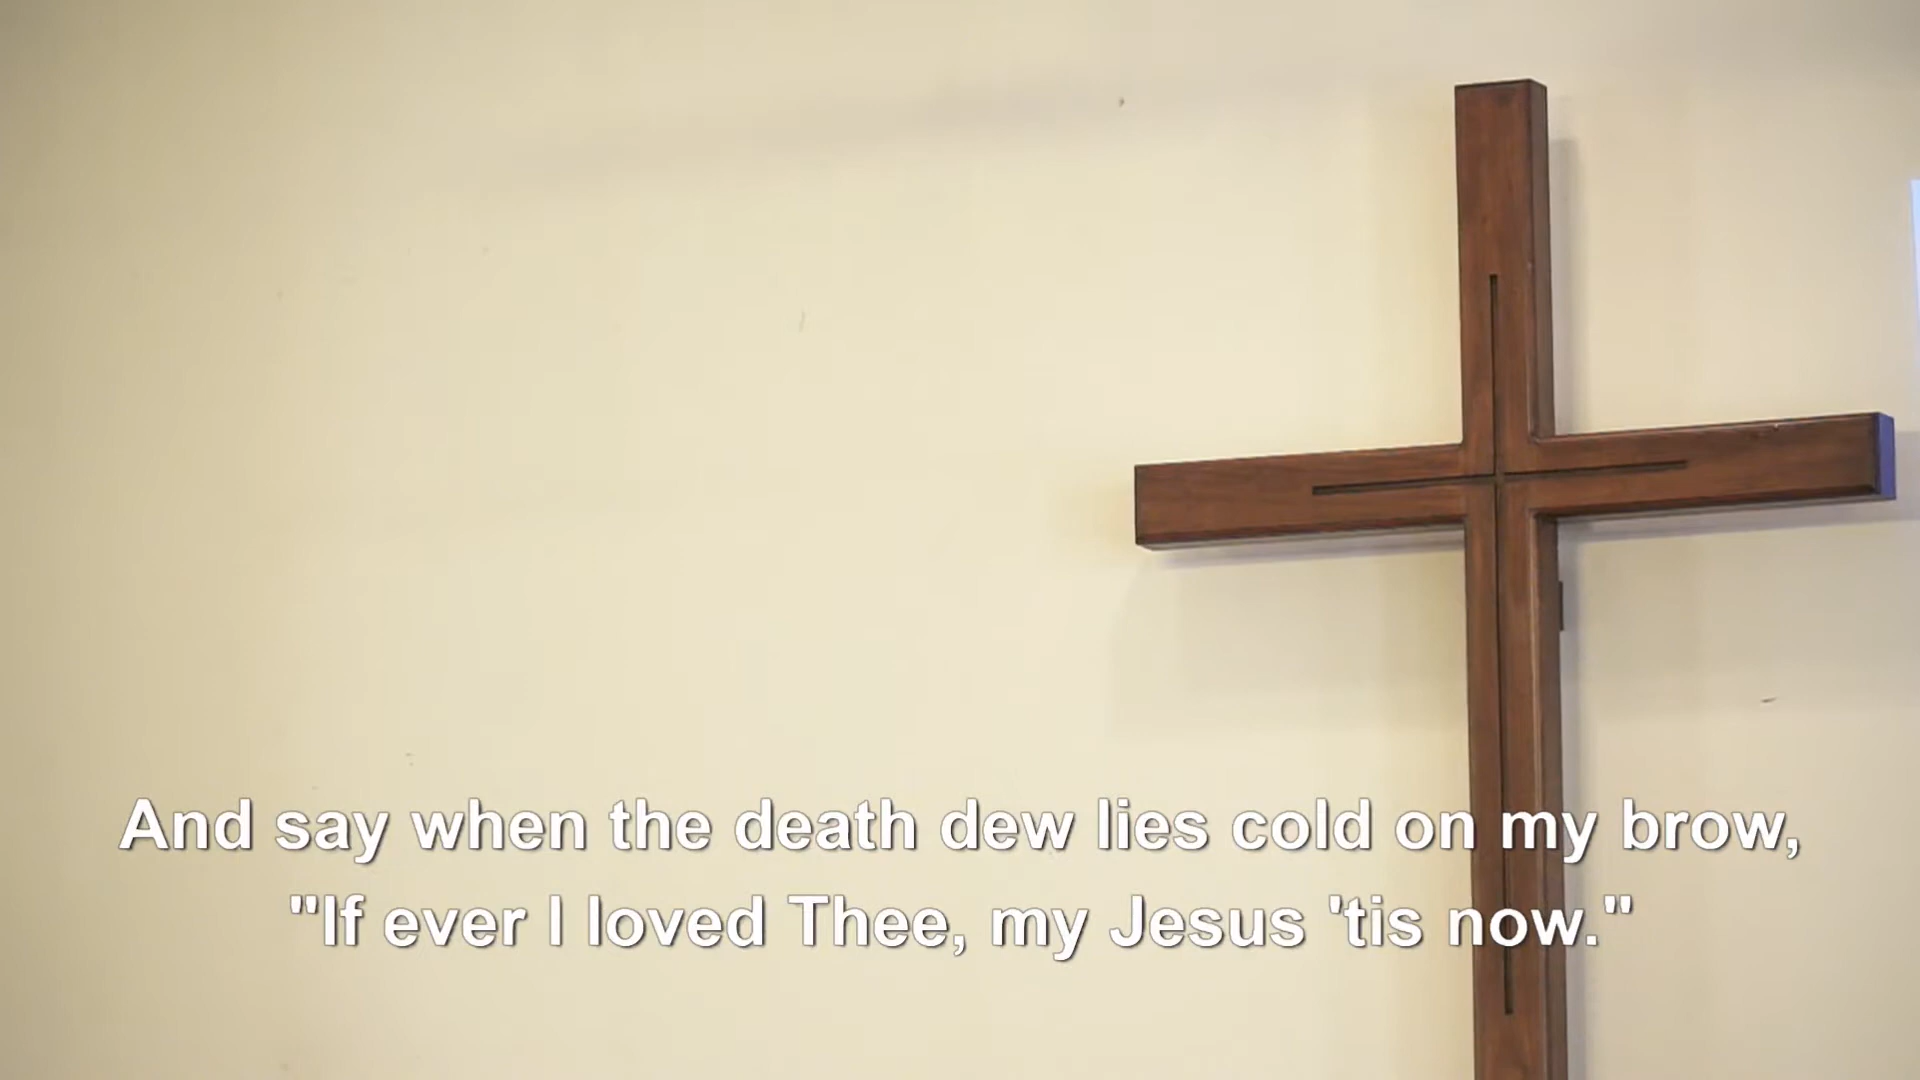 And say when the death dew lies cold on my brow,
"If ever I loved Thee, my Jesus 'tis now."